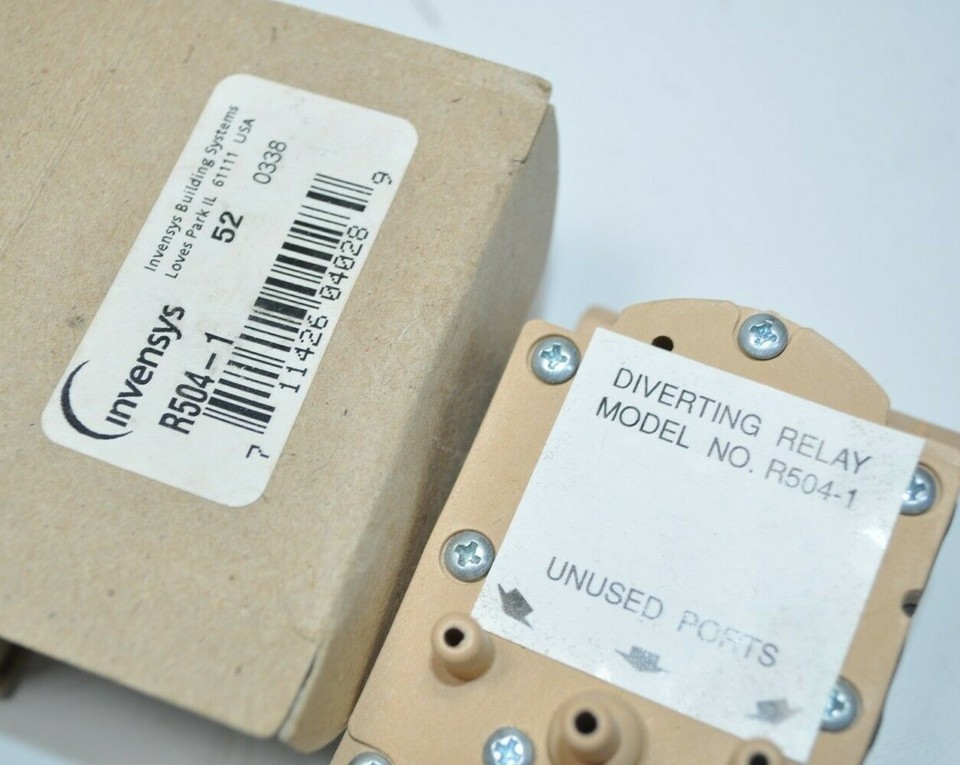 invensys
Invensys Building Systems
Loves Park IL 61111 USA
R504-1
52
0338
7 11426 04028 9
DIVERTING RELAY
MODEL NO. R504-1
UNUSED PORTS